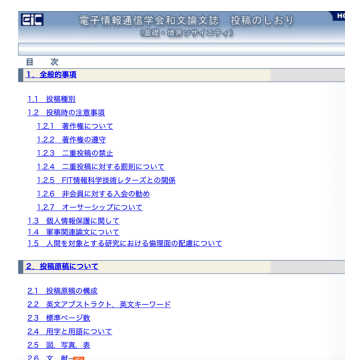 電子情報通信学会和文論文誌 投稿のしおり
(基礎・境界ソサイエティ)
目 次
1．全般的事項
1.1 投稿種別
1.2 投稿時の注意事項
1.2.1 著作権について
1.2.2 著作権の遵守
1.2.3 二重投稿の禁止
1.2.4 二重投稿に対する罰則について
1.2.5 FIT情報科学技術レターズとの関係
1.2.6 非会員に対する入会の勧め
1.2.7 オーサーシップについて
1.3 個人情報保護に関して
1.4 軍事関連論文について
1.5 人間を対象とする研究における倫理面の配慮について
2．投稿原稿について
2.1 投稿原稿の構成
2.2 英文アブストラクト，英文キーワード
2.3 標準ページ数
2.4 用字と用語について
2.5 図，写真，表
2.6 文 献